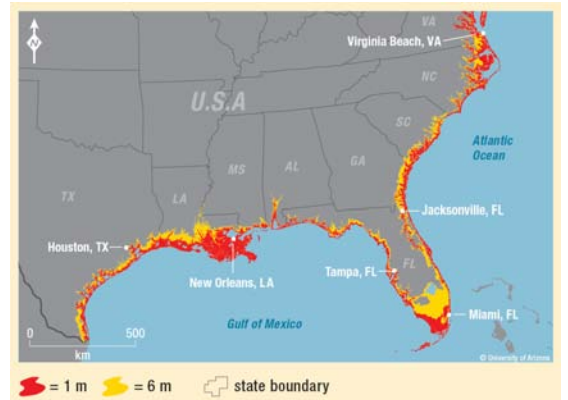 VA
Virginia Beach, VA
N
NC
U.S.A
SC
Atlantic
Ocean
MS
AL
GA
TX
LA
Jacksonville, FL
Houston, TX
FL
New Orleans, LA
Tampa, FL
Miami, FL
0 500
km
Gulf of Mexico
© University of Arizona
= 1 m = 6 m state boundary